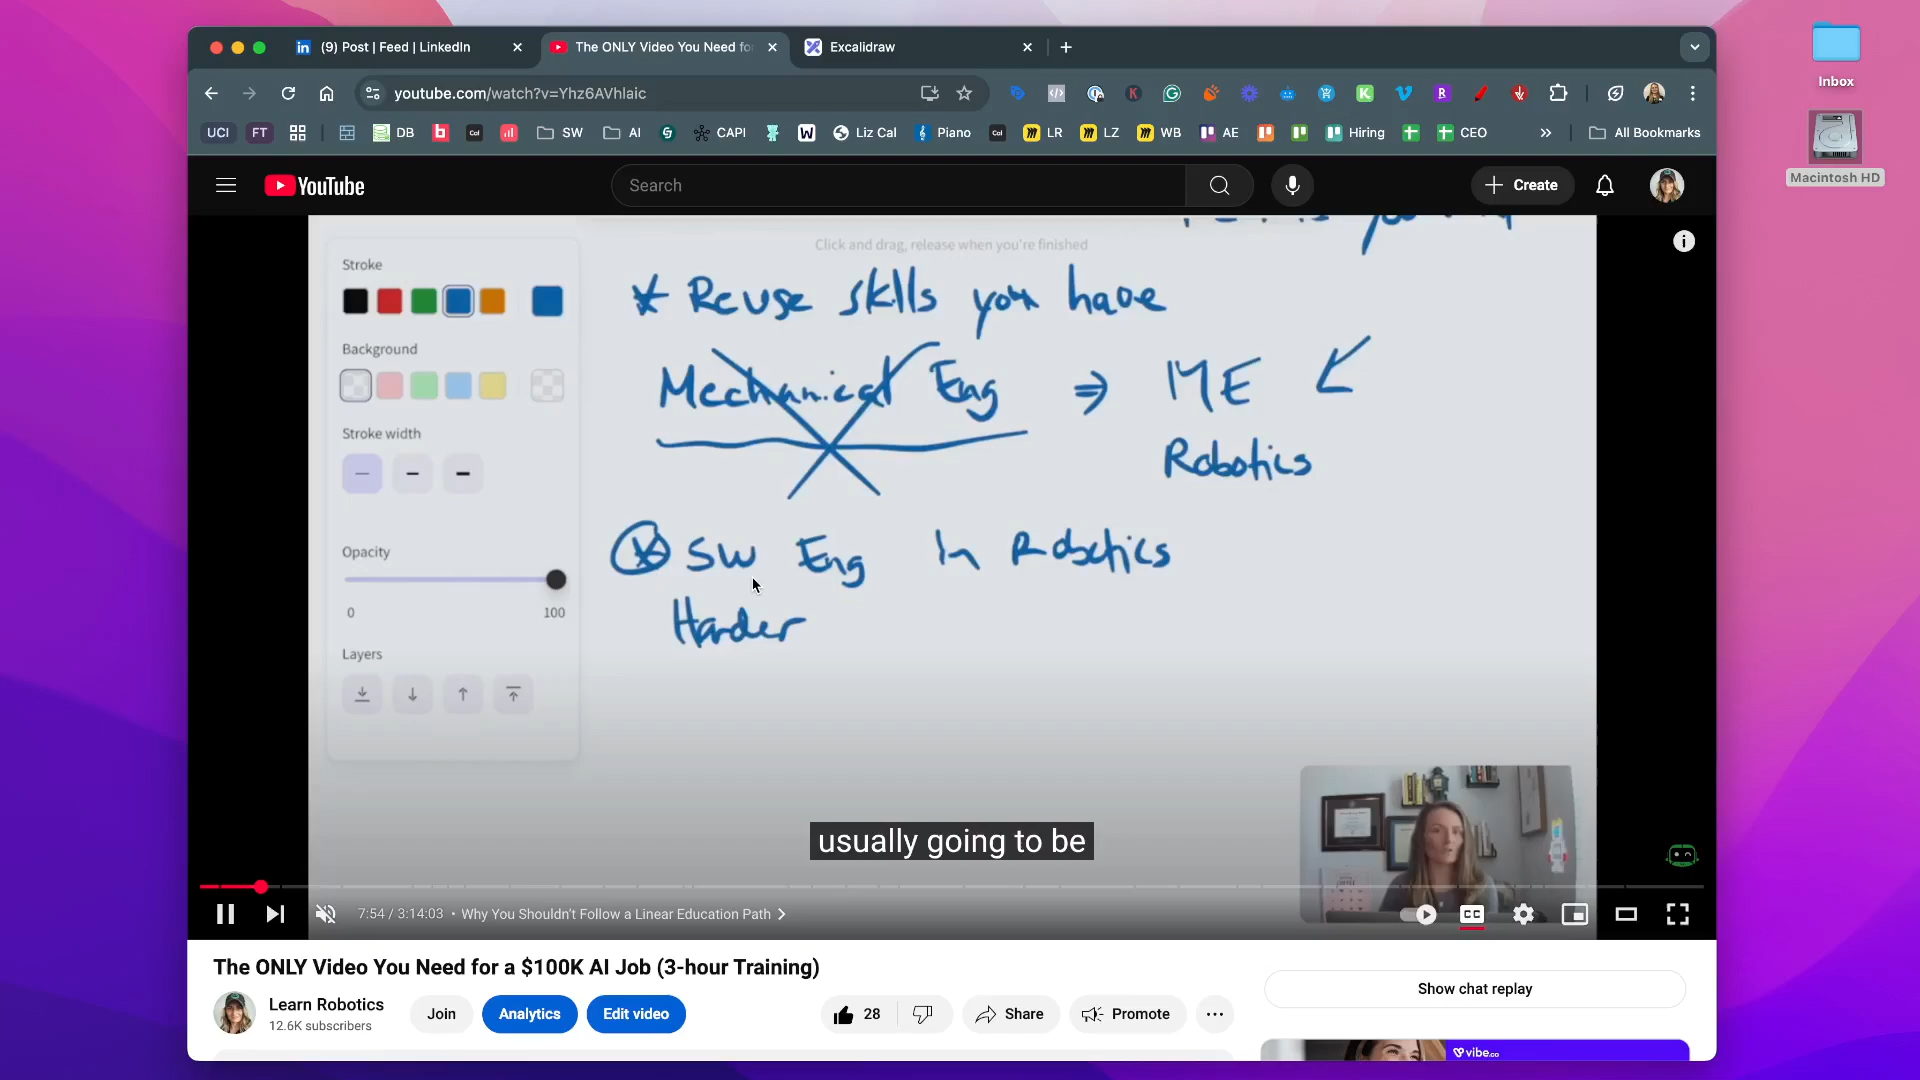 (9) Post | Feed | LinkedIn
The ONLY Video You Need fo
Excalidraw
youtube.com/watch?v=Yhz6AVhlaic
UCI FT DB Col SW AI CAPI W Liz Cal Piano Col LR LZ WB AE Hiring CEO All Bookmarks
YouTube
Search
Create
Inbox
Macintosh HD
Click and drag, release when you're finished
Stroke
Background
Stroke width
Opacity
0 100
Layers
* Reuse sklls you have
Mechanical Eng ⇒ ME
Robotics
* SW Eng in Robotics
Harder
usually going to be
7:54 / 3:14:03 • Why You Shouldn't Follow a Linear Education Path
CC
The ONLY Video You Need for a $100K AI Job (3-hour Training)
Learn Robotics
12.6K subscribers
Join
Analytics
Edit video
28
Share
Promote
Show chat replay
vibe.co